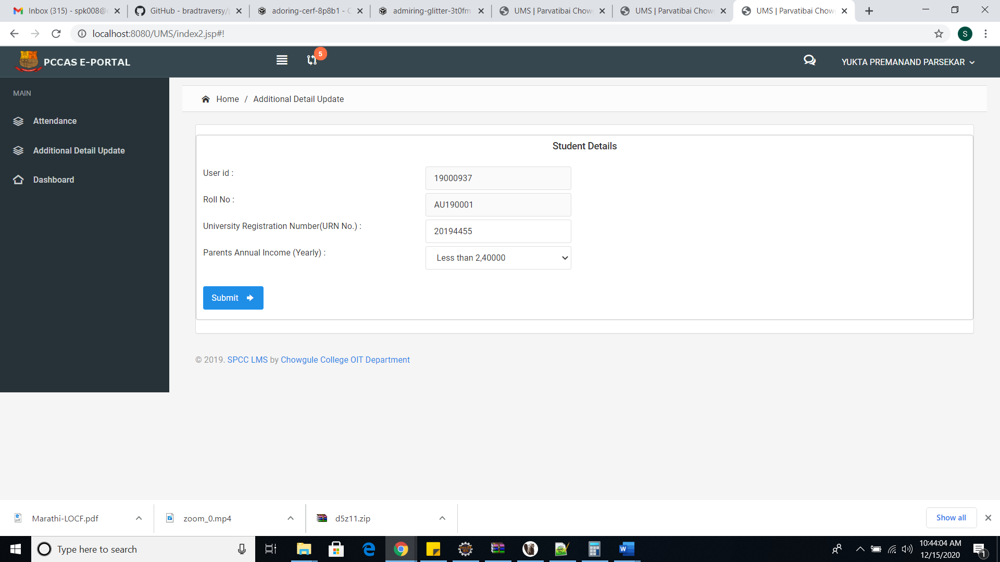 Inbox (315) - spk008@
GitHub - bradtraversy/
adoring-cerf-8p8b1 - C
admiring-glitter-3t0fm
UMS | Parvatibai Chow
UMS | Parvatibai Chow
UMS | Parvatibai Chow
localhost:8080/UMS/index2.jsp#!
S
PCCAS E-PORTAL
5
YUKTA PREMANAND PARSEKAR
MAIN
Attendance
Additional Detail Update
Dashboard
Home / Additional Detail Update
Student Details
User id : 19000937
Roll No : AU190001
University Registration Number(URN No.) : 20194455
Parents Annual Income (Yearly) : Less than 2,40000
Submit
© 2019. SPCC LMS by Chowgule College OIT Department
Marathi-LOCF.pdf
zoom_0.mp4
d5z11.zip
Show all
Type here to search
10:44:04 AM
12/15/2020
1